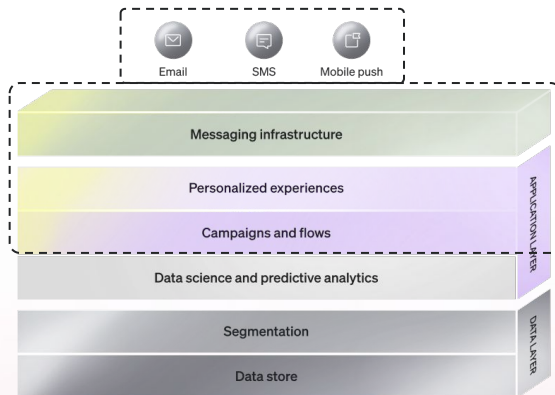 Email
SMS
Mobile push
Messaging infrastructure
Personalized experiences
Campaigns and flows
APPLICATION LAYER
Data science and predictive analytics
Segmentation
DATA LAYER
Data store